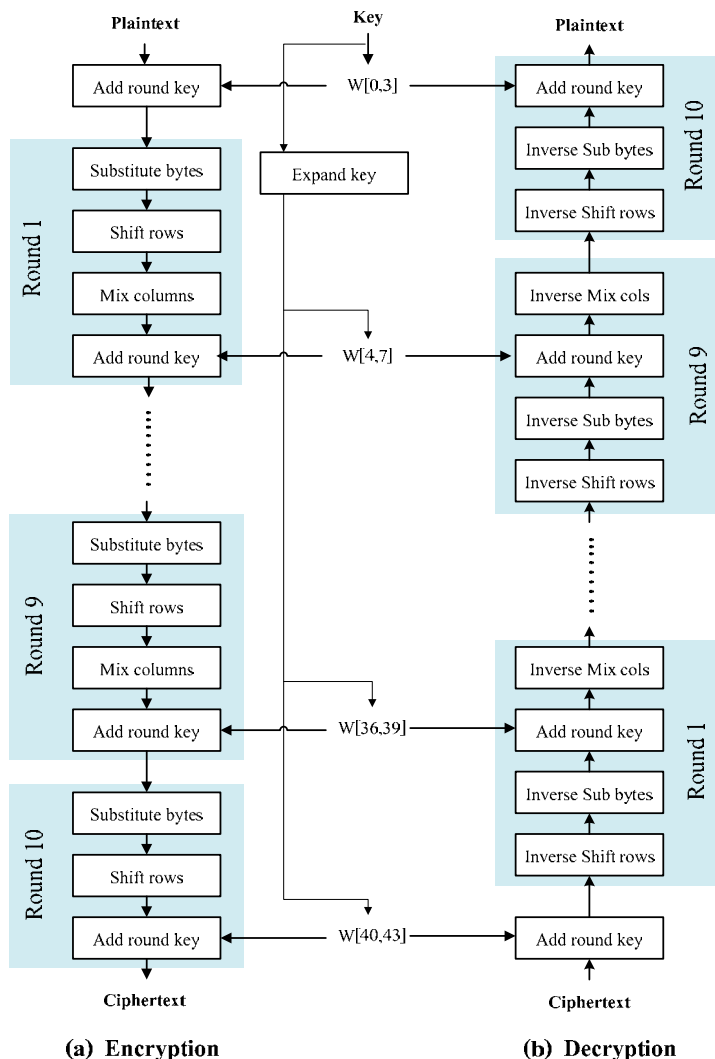 Plaintext
Add round key
Round 1
Substitute bytes
Shift rows
Mix columns
Add round key
Round 9
Substitute bytes
Shift rows
Mix columns
Add round key
Round 10
Substitute bytes
Shift rows
Add round key
Ciphertext
(a) Encryption
Key
W[0,3]
Expand key
W[4,7]
W[36,39]
W[40,43]
Plaintext
Add round key
Inverse Sub bytes
Inverse Shift rows
Round 10
Inverse Mix cols
Add round key
Inverse Sub bytes
Inverse Shift rows
Round 9
Inverse Mix cols
Add round key
Inverse Sub bytes
Inverse Shift rows
Round 1
Add round key
Ciphertext
(b) Decryption